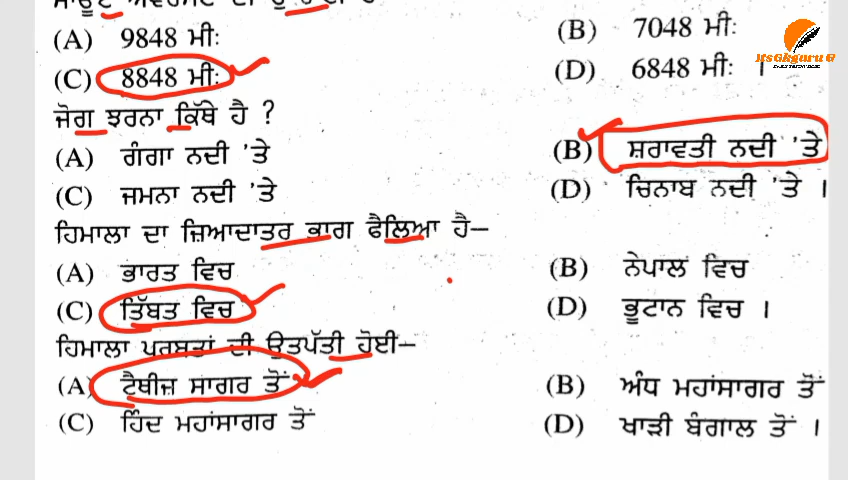 (A) 9848 ਮੀਃ (B) 7048 ਮੀਃ
(C) 8848 ਮੀਃ (D) 6848 ਮੀਃ ।
ਜੋਗ ਝਰਨਾ ਕਿੱਥੇ ਹੈ ?
(A) ਗੰਗਾ ਨਦੀ 'ਤੇ (B) ਸ਼ਰਾਵਤੀ ਨਦੀ 'ਤੇ
(C) ਜਮਨਾ ਨਦੀ 'ਤੇ (D) ਚਿਨਾਬ ਨਦੀ 'ਤੇ ।
ਹਿਮਾਲਾ ਦਾ ਜ਼ਿਆਦਾਤਰ ਭਾਗ ਫੈਲਿਆ ਹੈ–
(A) ਭਾਰਤ ਵਿਚ (B) ਨੇਪਾਲ ਵਿਚ
(C) ਤਿੱਬਤ ਵਿਚ (D) ਭੂਟਾਨ ਵਿਚ ।
ਹਿਮਾਲਾ ਪਰਬਤਾਂ ਦੀ ਉਤਪੱਤੀ ਹੋਈ–
(A) ਟੈਥੀਜ਼ ਸਾਗਰ ਤੋਂ (B) ਅੰਧ ਮਹਾਂਸਾਗਰ ਤੋਂ
(C) ਹਿੰਦ ਮਹਾਂਸਾਗਰ ਤੋਂ (D) ਖਾੜੀ ਬੰਗਾਲ ਤੋਂ ।